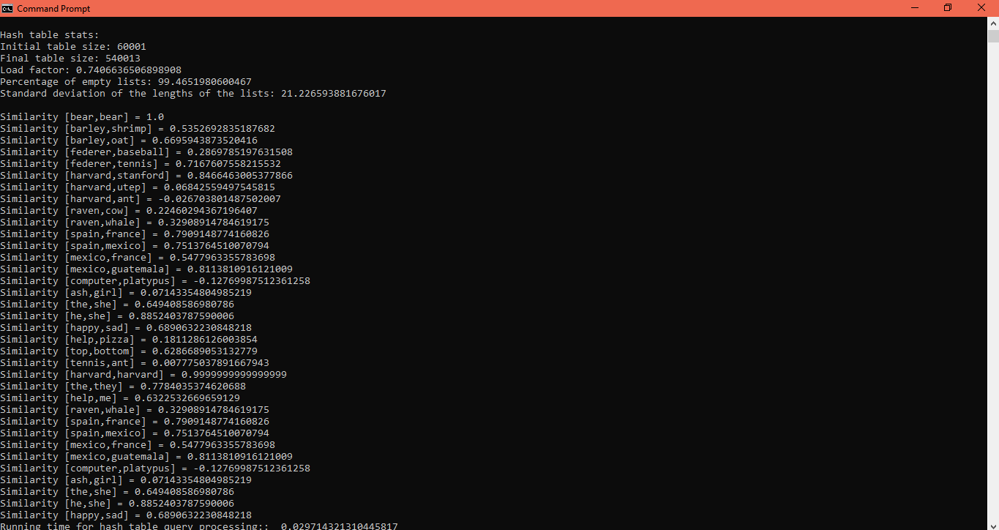 Command Prompt
Hash table stats:
Initial table size: 60001
Final table size: 540013
Load factor: 0.7406636506898908
Percentage of empty lists: 99.4651980600467
Standard deviation of the lengths of the lists: 21.226593881676017
Similarity [bear,bear] = 1.0
Similarity [barley,shrimp] = 0.5352692835187682
Similarity [barley,oat] = 0.6695943873520416
Similarity [federer,baseball] = 0.2869785197631508
Similarity [federer,tennis] = 0.7167607558215532
Similarity [harvard,stanford] = 0.8466463005377866
Similarity [harvard,utep] = 0.06842559497545815
Similarity [harvard,ant] = -0.026703801487502007
Similarity [raven,cow] = 0.22460294367196407
Similarity [raven,whale] = 0.32908914784619175
Similarity [spain,france] = 0.7909148774160826
Similarity [spain,mexico] = 0.7513764510070794
Similarity [mexico,france] = 0.5477963355783698
Similarity [mexico,guatemala] = 0.8113810916121009
Similarity [computer,platypus] = -0.12769987512361258
Similarity [ash,girl] = 0.07143354804985219
Similarity [the,she] = 0.649408586980786
Similarity [he,she] = 0.8852403787590006
Similarity [happy,sad] = 0.6890632230848218
Similarity [help,pizza] = 0.1811286126003854
Similarity [top,bottom] = 0.6286689053132779
Similarity [tennis,ant] = 0.007775037891667943
Similarity [harvard,harvard] = 0.9999999999999999
Similarity [the,they] = 0.7784035374620688
Similarity [help,me] = 0.6322532669659129
Similarity [raven,whale] = 0.32908914784619175
Similarity [spain,france] = 0.7909148774160826
Similarity [spain,mexico] = 0.7513764510070794
Similarity [mexico,france] = 0.5477963355783698
Similarity [mexico,guatemala] = 0.8113810916121009
Similarity [computer,platypus] = -0.12769987512361258
Similarity [ash,girl] = 0.07143354804985219
Similarity [the,she] = 0.649408586980786
Similarity [he,she] = 0.8852403787590006
Similarity [happy,sad] = 0.6890632230848218
Running time for hash table query processing:: 0.029714321310445817